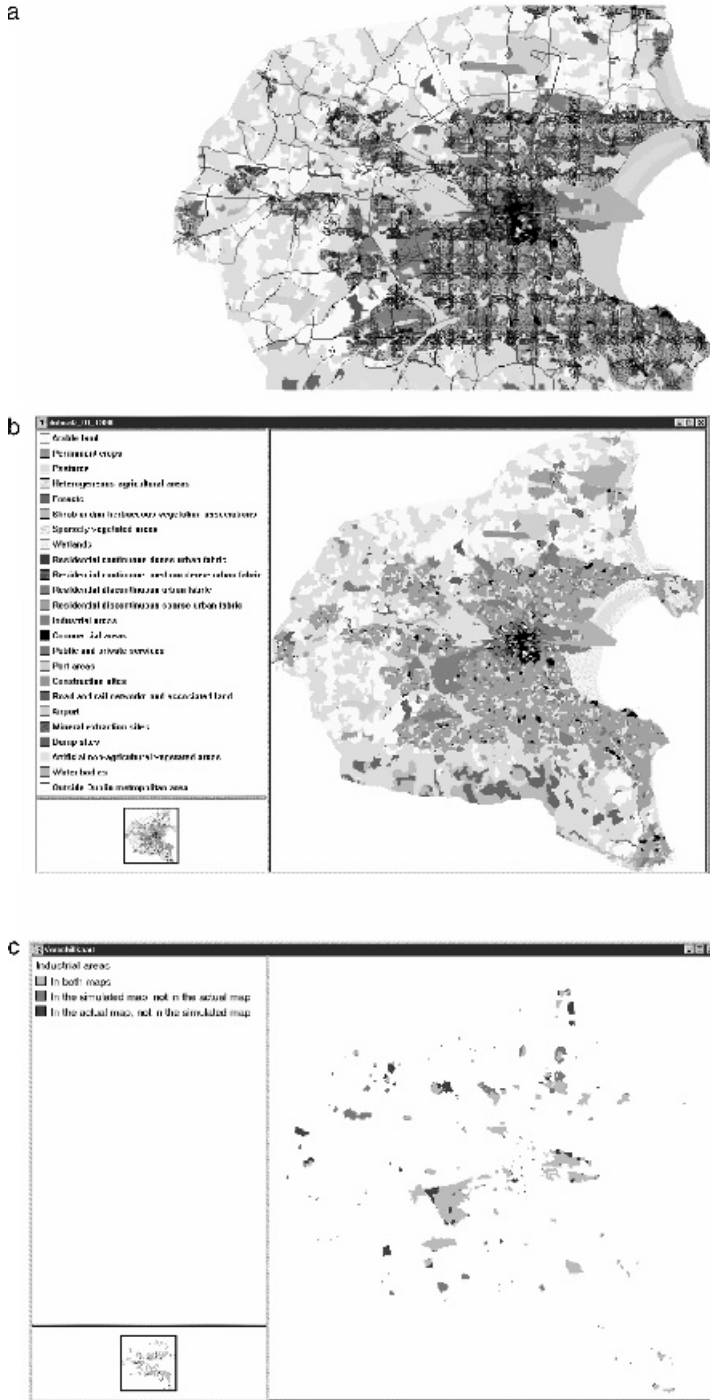 a
b
Arable land
Permanent crops
Pastures
Heterogeneous agricultural areas
Forests
Shrub and/or herbaceous vegetation associations
Sparsely vegetated areas
Wetlands
Residential continuous dense urban fabric
Residential continuous medium dense urban fabric
Residential discontinuous urban fabric
Residential discontinuous sparse urban fabric
Industrial areas
Commercial areas
Public and private services
Port areas
Construction sites
Road and rail networks and associated land
Airport
Mineral extraction sites
Dump sites
Artificial non-agricultural vegetated areas
Water bodies
Outside Dublin metropolitan area
c
Industrial areas
In both maps
In the simulated map, not in the actual map
In the actual map, not in the simulated map